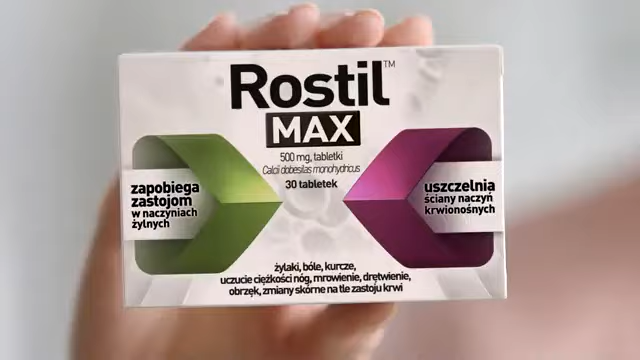 Rostil™
MAX
500 mg, tabletki
Calcii dobesilas monohydricus
30 tabletek
zapobiega
zastojom
w naczyniach
żylnych
uszczelnia
ściany naczyń
krwionośnych
żylaki, bóle, kurcze,
uczucie ciężkości nóg, mrowienie, drętwienie,
obrzęk, zmiany skórne na tle zastoju krwi